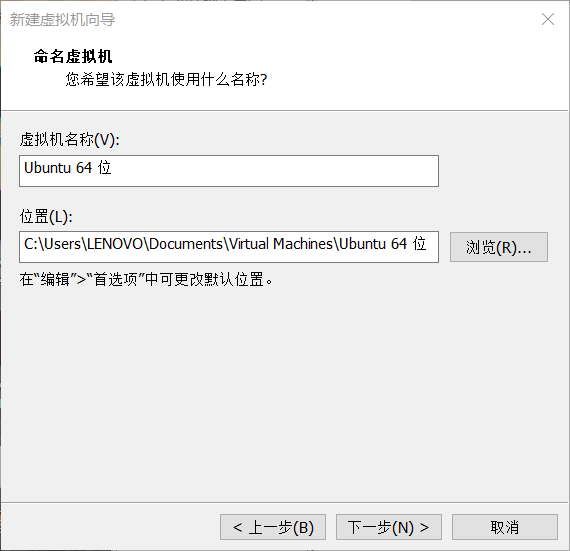 新建虚拟机向导
命名虚拟机
您希望该虚拟机使用什么名称?
虚拟机名称(V):
Ubuntu 64 位
位置(L):
C:\Users\LENOVO\Documents\Virtual Machines\Ubuntu 64 位
浏览(R)...
在“编辑”>“首选项”中可更改默认位置。
< 上一步(B)
下一步(N) >
取消